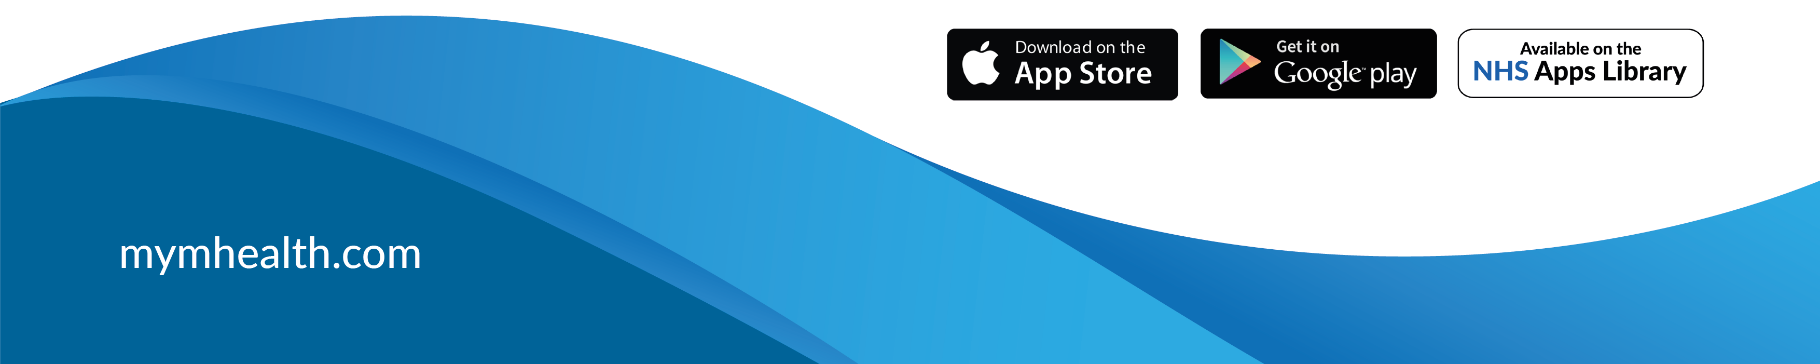 Download on the
App Store
Get it on
Google play
Available on the
NHS Apps Library
mymhealth.com